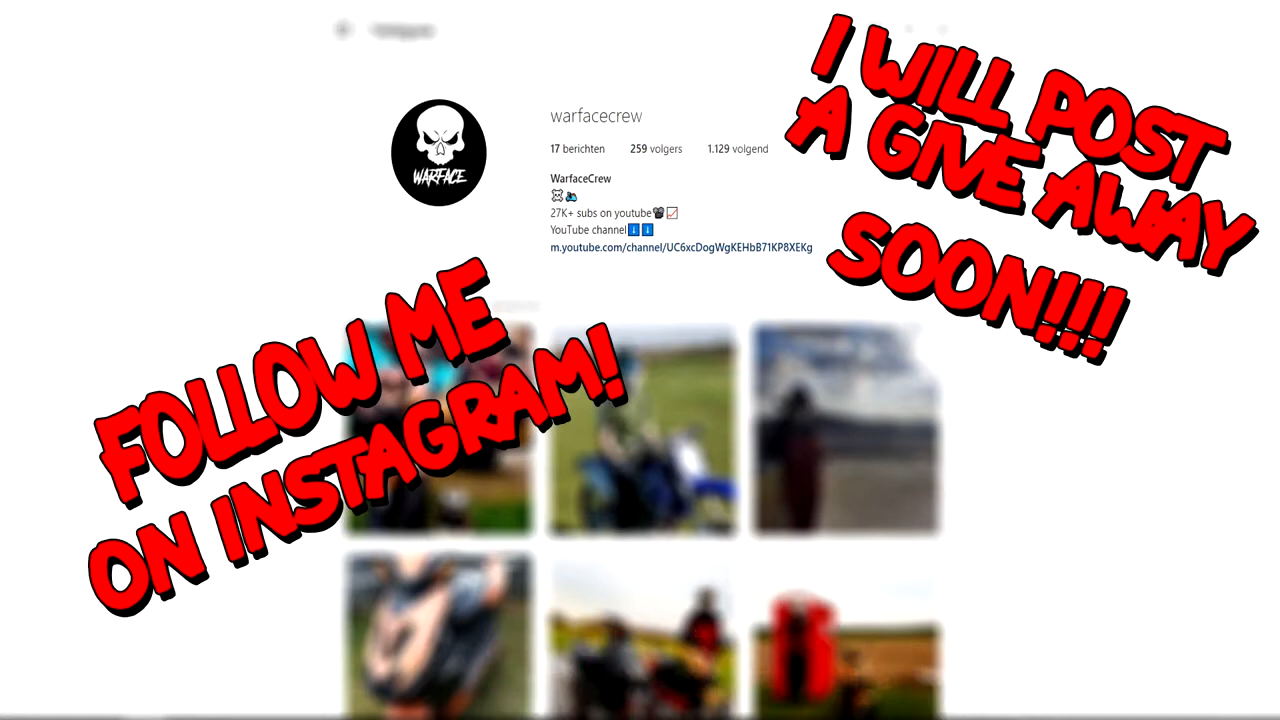 I WILL POST
A GIVE AWAY
SOON!!!
warfacecrew
17 berichten 259 volgers 1.129 volgend
WarfaceCrew
27K+ subs on youtube
YouTube channel
m.youtube.com/channel/UC6xcDogWgKEHbB71KP8XEKg
WARFACE
FOLLOW ME
ON INSTAGRAM!